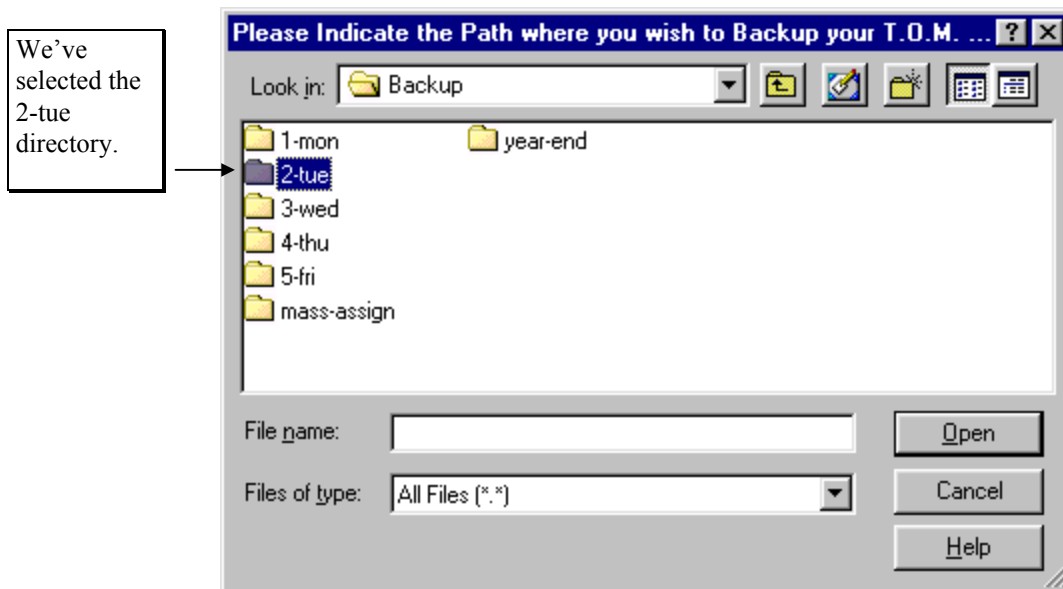 We've
selected the
2-tue
directory.
Please Indicate the Path where you wish to Backup your T.O.M. ...
Look in: Backup
1-mon
2-tue
3-wed
4-thu
5-fri
mass-assign
year-end
File name:
Open
Files of type: All Files (*.*)
Cancel
Help